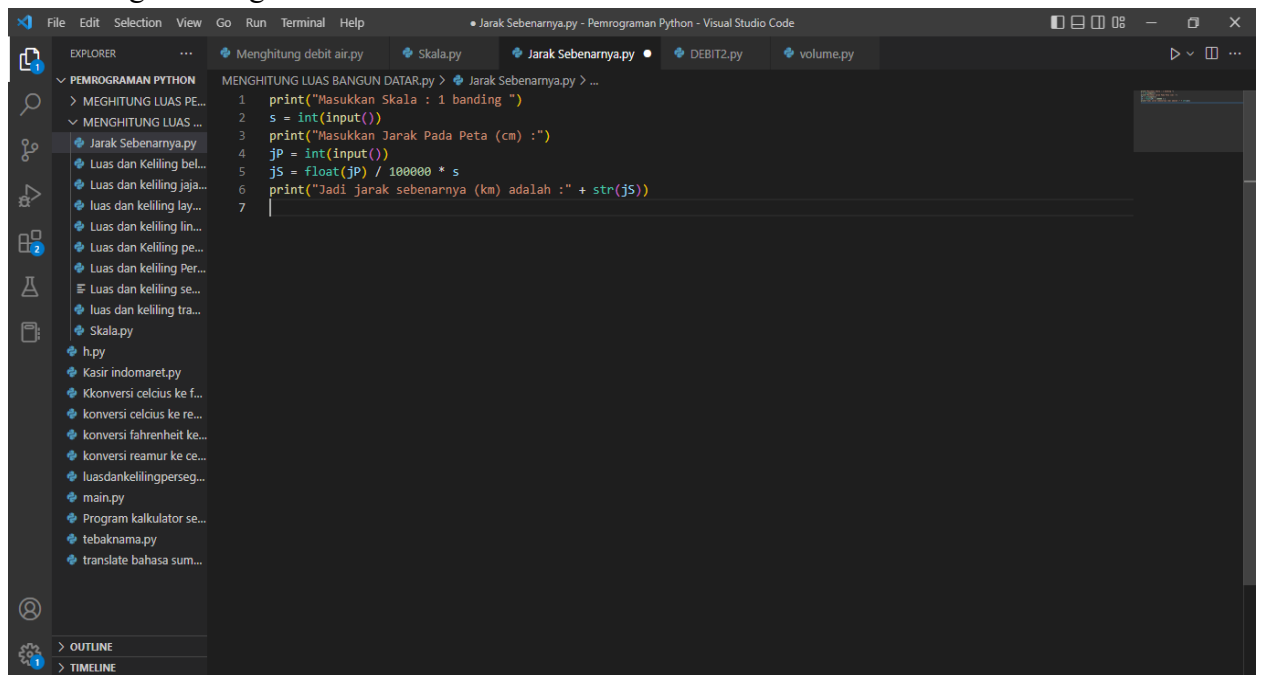 File Edit Selection View Go Run Terminal Help
● Jarak Sebenarnya.py - Pemrograman Python - Visual Studio Code
EXPLORER ...
Menghitung debit air.py Skala.py Jarak Sebenarnya.py ● DEBIT2.py volume.py
PEMROGRAMAN PYTHON
> MEGHITUNG LUAS PE...
MENGHITUNG LUAS ...
Jarak Sebenarnya.py
Luas dan Keliling bel...
Luas dan keliling jaja...
luas dan keliling lay...
Luas dan keliling lin...
Luas dan Keliling pe...
Luas dan keliling Per...
Luas dan keliling se...
luas dan keliling tra...
Skala.py
h.py
Kasir indomaret.py
Kkonversi celcius ke f...
konversi celcius ke re...
konversi fahrenheit ke...
konversi reamur ke ce...
luasdankelilingperseg...
main.py
Program kalkulator se...
tebaknama.py
translate bahasa sum...
> OUTLINE
> TIMELINE
MENGHITUNG LUAS BANGUN DATAR.py > Jarak Sebenarnya.py > ...
1 print("Masukkan Skala : 1 banding ")
2 s = int(input())
3 print("Masukkan Jarak Pada Peta (cm) :")
4 jP = int(input())
5 jS = float(jP) / 100000 * s
6 print("Jadi jarak sebenarnya (km) adalah :" + str(jS))
7
1
2
1